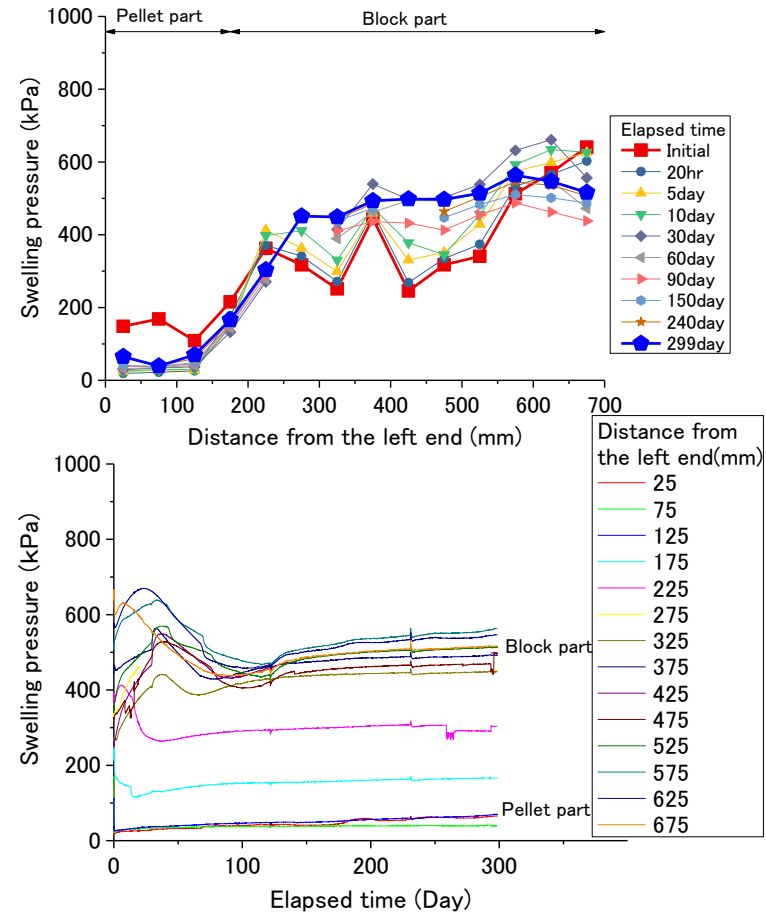 Pellet part
Block part
1000
800
600
400
200
0
Swelling pressure (kPa)
0 100 200 300 400 500 600 700
Distance from the left end (mm)
Elapsed time
Initial
20hr
5day
10day
30day
60day
90day
150day
240day
299day
1000
800
600
400
200
0
Swelling pressure (kPa)
Block part
Pellet part
0 100 200 300
Elapsed time (Day)
Distance from
the left end(mm)
25
75
125
175
225
275
325
375
425
475
525
575
625
675